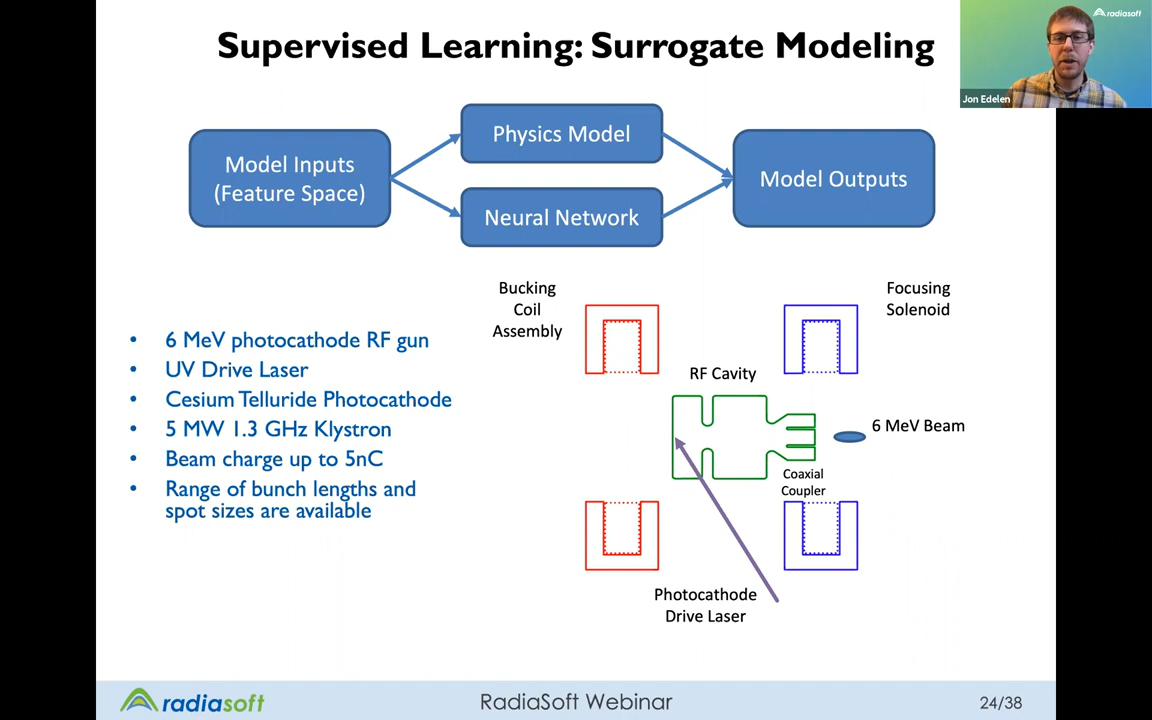 Supervised Learning: Surrogate Modeling
radiasoft
Jon Edelen
Model Inputs
(Feature Space)
Physics Model
Neural Network
Model Outputs
• 6 MeV photocathode RF gun
• UV Drive Laser
• Cesium Telluride Photocathode
• 5 MW 1.3 GHz Klystron
• Beam charge up to 5nC
• Range of bunch lengths and
spot sizes are available
Bucking
Coil
Assembly
Focusing
Solenoid
RF Cavity
6 MeV Beam
Coaxial
Coupler
Photocathode
Drive Laser
radiasoft
RadiaSoft Webinar
24/38